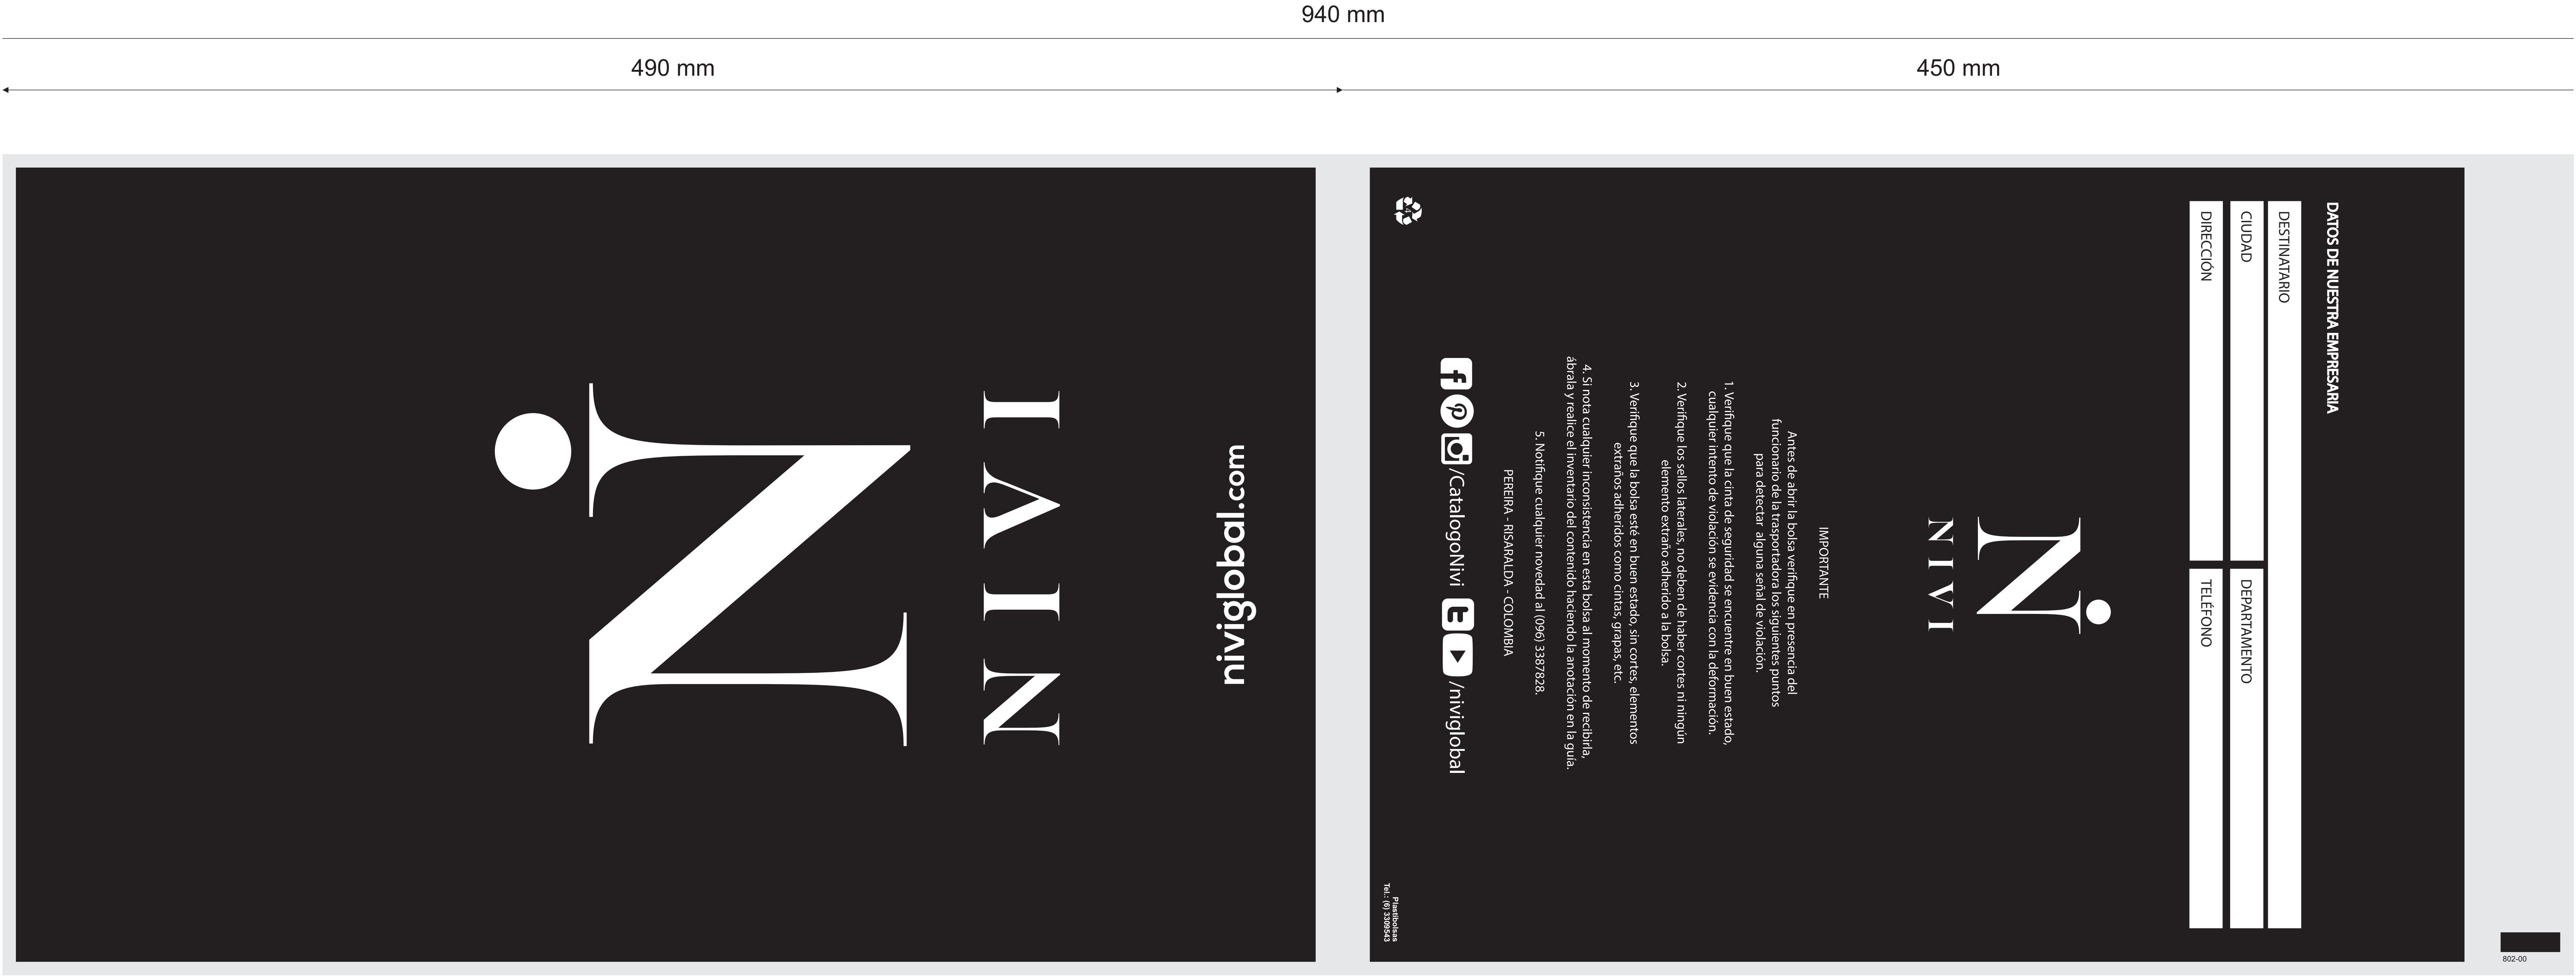 940 mm
490 mm
450 mm
N
NIVI
niviglobal.com
DATOS DE NUESTRA EMPRESARIA
DESTINATARIO
CIUDAD
DEPARTAMENTO
DIRECCIÓN
TELÉFONO
N
NIVI
IMPORTANTE
Antes de abrir la bolsa verifique en presencia del
funcionario de la trasportadora los siguientes puntos
para detectar alguna señal de violación.
1. Verifique que la cinta de seguridad se encuentre en buen estado,
cualquier intento de violación se evidencia con la deformación.
2. Verifique los sellos laterales, no deben de haber cortes ni ningún
elemento extraño adherido a la bolsa.
3. Verifique que la bolsa esté en buen estado, sin cortes, elementos
extraños adheridos como cintas, grapas, etc.
4. Si nota cualquier inconsistencia en esta bolsa al momento de recibirla,
ábrala y realice el inventario del contenido haciendo la anotación en la guía.
5. Notifique cualquier novedad al (096) 3387828.
PEREIRA - RISARALDA - COLOMBIA
/CatalogoNivi /niviglobal
4
Plastibolsas
Tel.: (6) 3309543
802-00